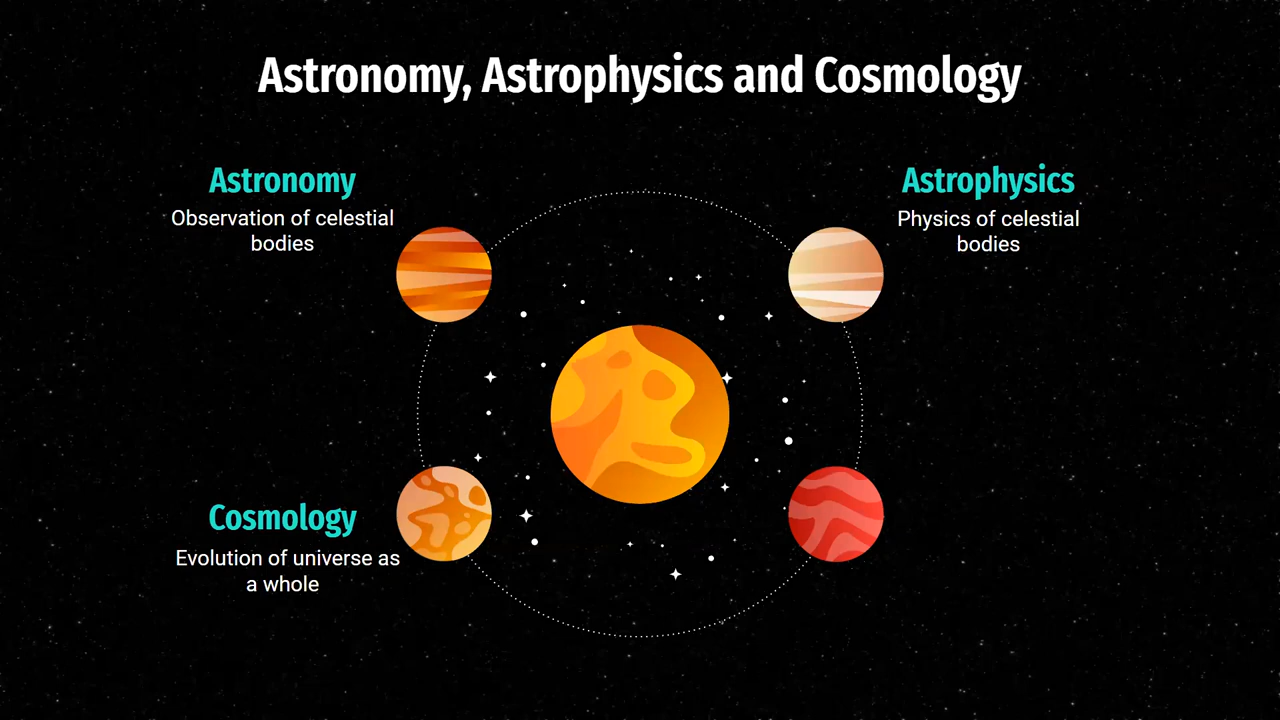 Astronomy, Astrophysics and Cosmology
Astronomy
Observation of celestial
bodies
Astrophysics
Physics of celestial
bodies
Cosmology
Evolution of universe as
a whole